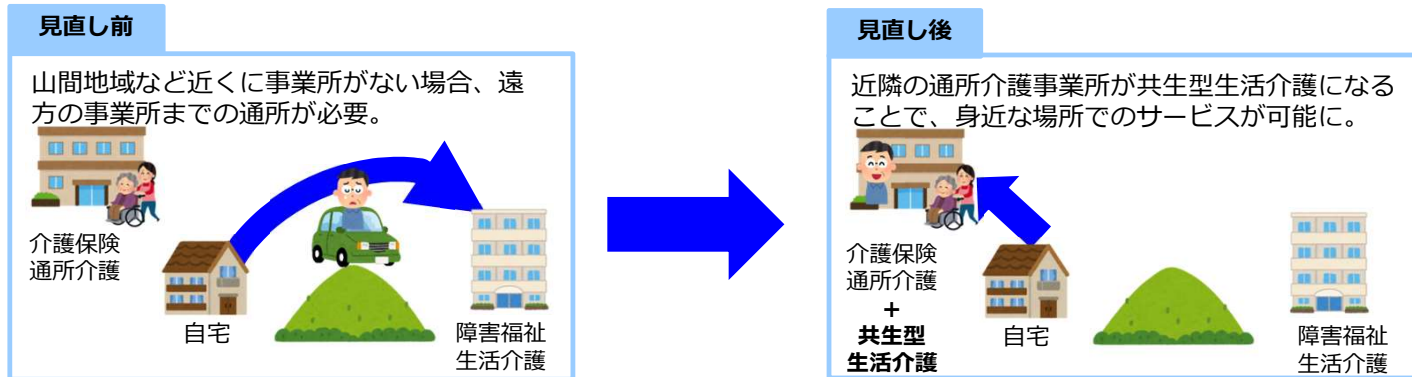 見直し前
山間地域など近くに事業所がない場合、遠
方の事業所までの通所が必要。
介護保険
通所介護
自宅
障害福祉
生活介護
見直し後
近隣の通所介護事業所が共生型生活介護になる
ことで、身近な場所でのサービスが可能に。
介護保険
通所介護
+
共生型
生活介護
自宅
障害福祉
生活介護